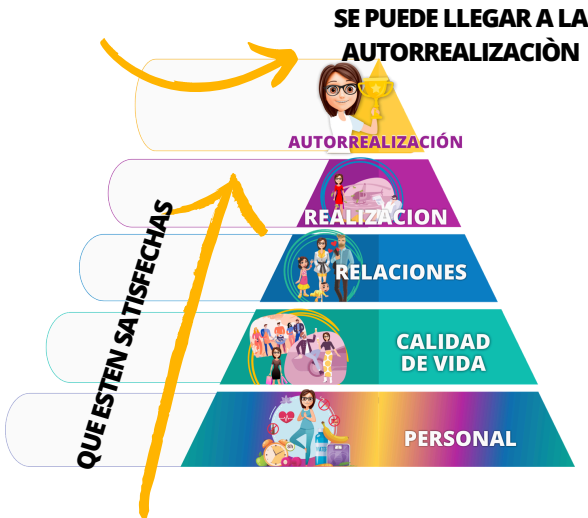 SE PUEDE LLEGAR A LA
AUTORREALIZACIÒN
AUTORREALIZACIÓN
REALIZACION
RELACIONES
CALIDAD
DE VIDA
PERSONAL
QUE ESTEN SATISFECHAS